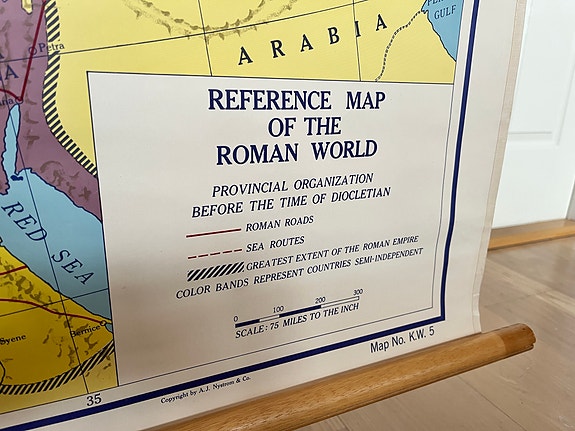 ARABIA
GULF
Petra
REFERENCE MAP
OF THE
ROMAN WORLD
PROVINCIAL ORGANIZATION
BEFORE THE TIME OF DIOCLETIAN
ROMAN ROADS
SEA ROUTES
GREATEST EXTENT OF THE ROMAN EMPIRE
COLOR BANDS REPRESENT COUNTRIES SEMI-INDEPENDENT
0 100 200 300
SCALE: 75 MILES TO THE INCH
RED SEA
Bernice
Syene
35
Copyright by A.J. Nystrom & Co.
Map No. K.W. 5